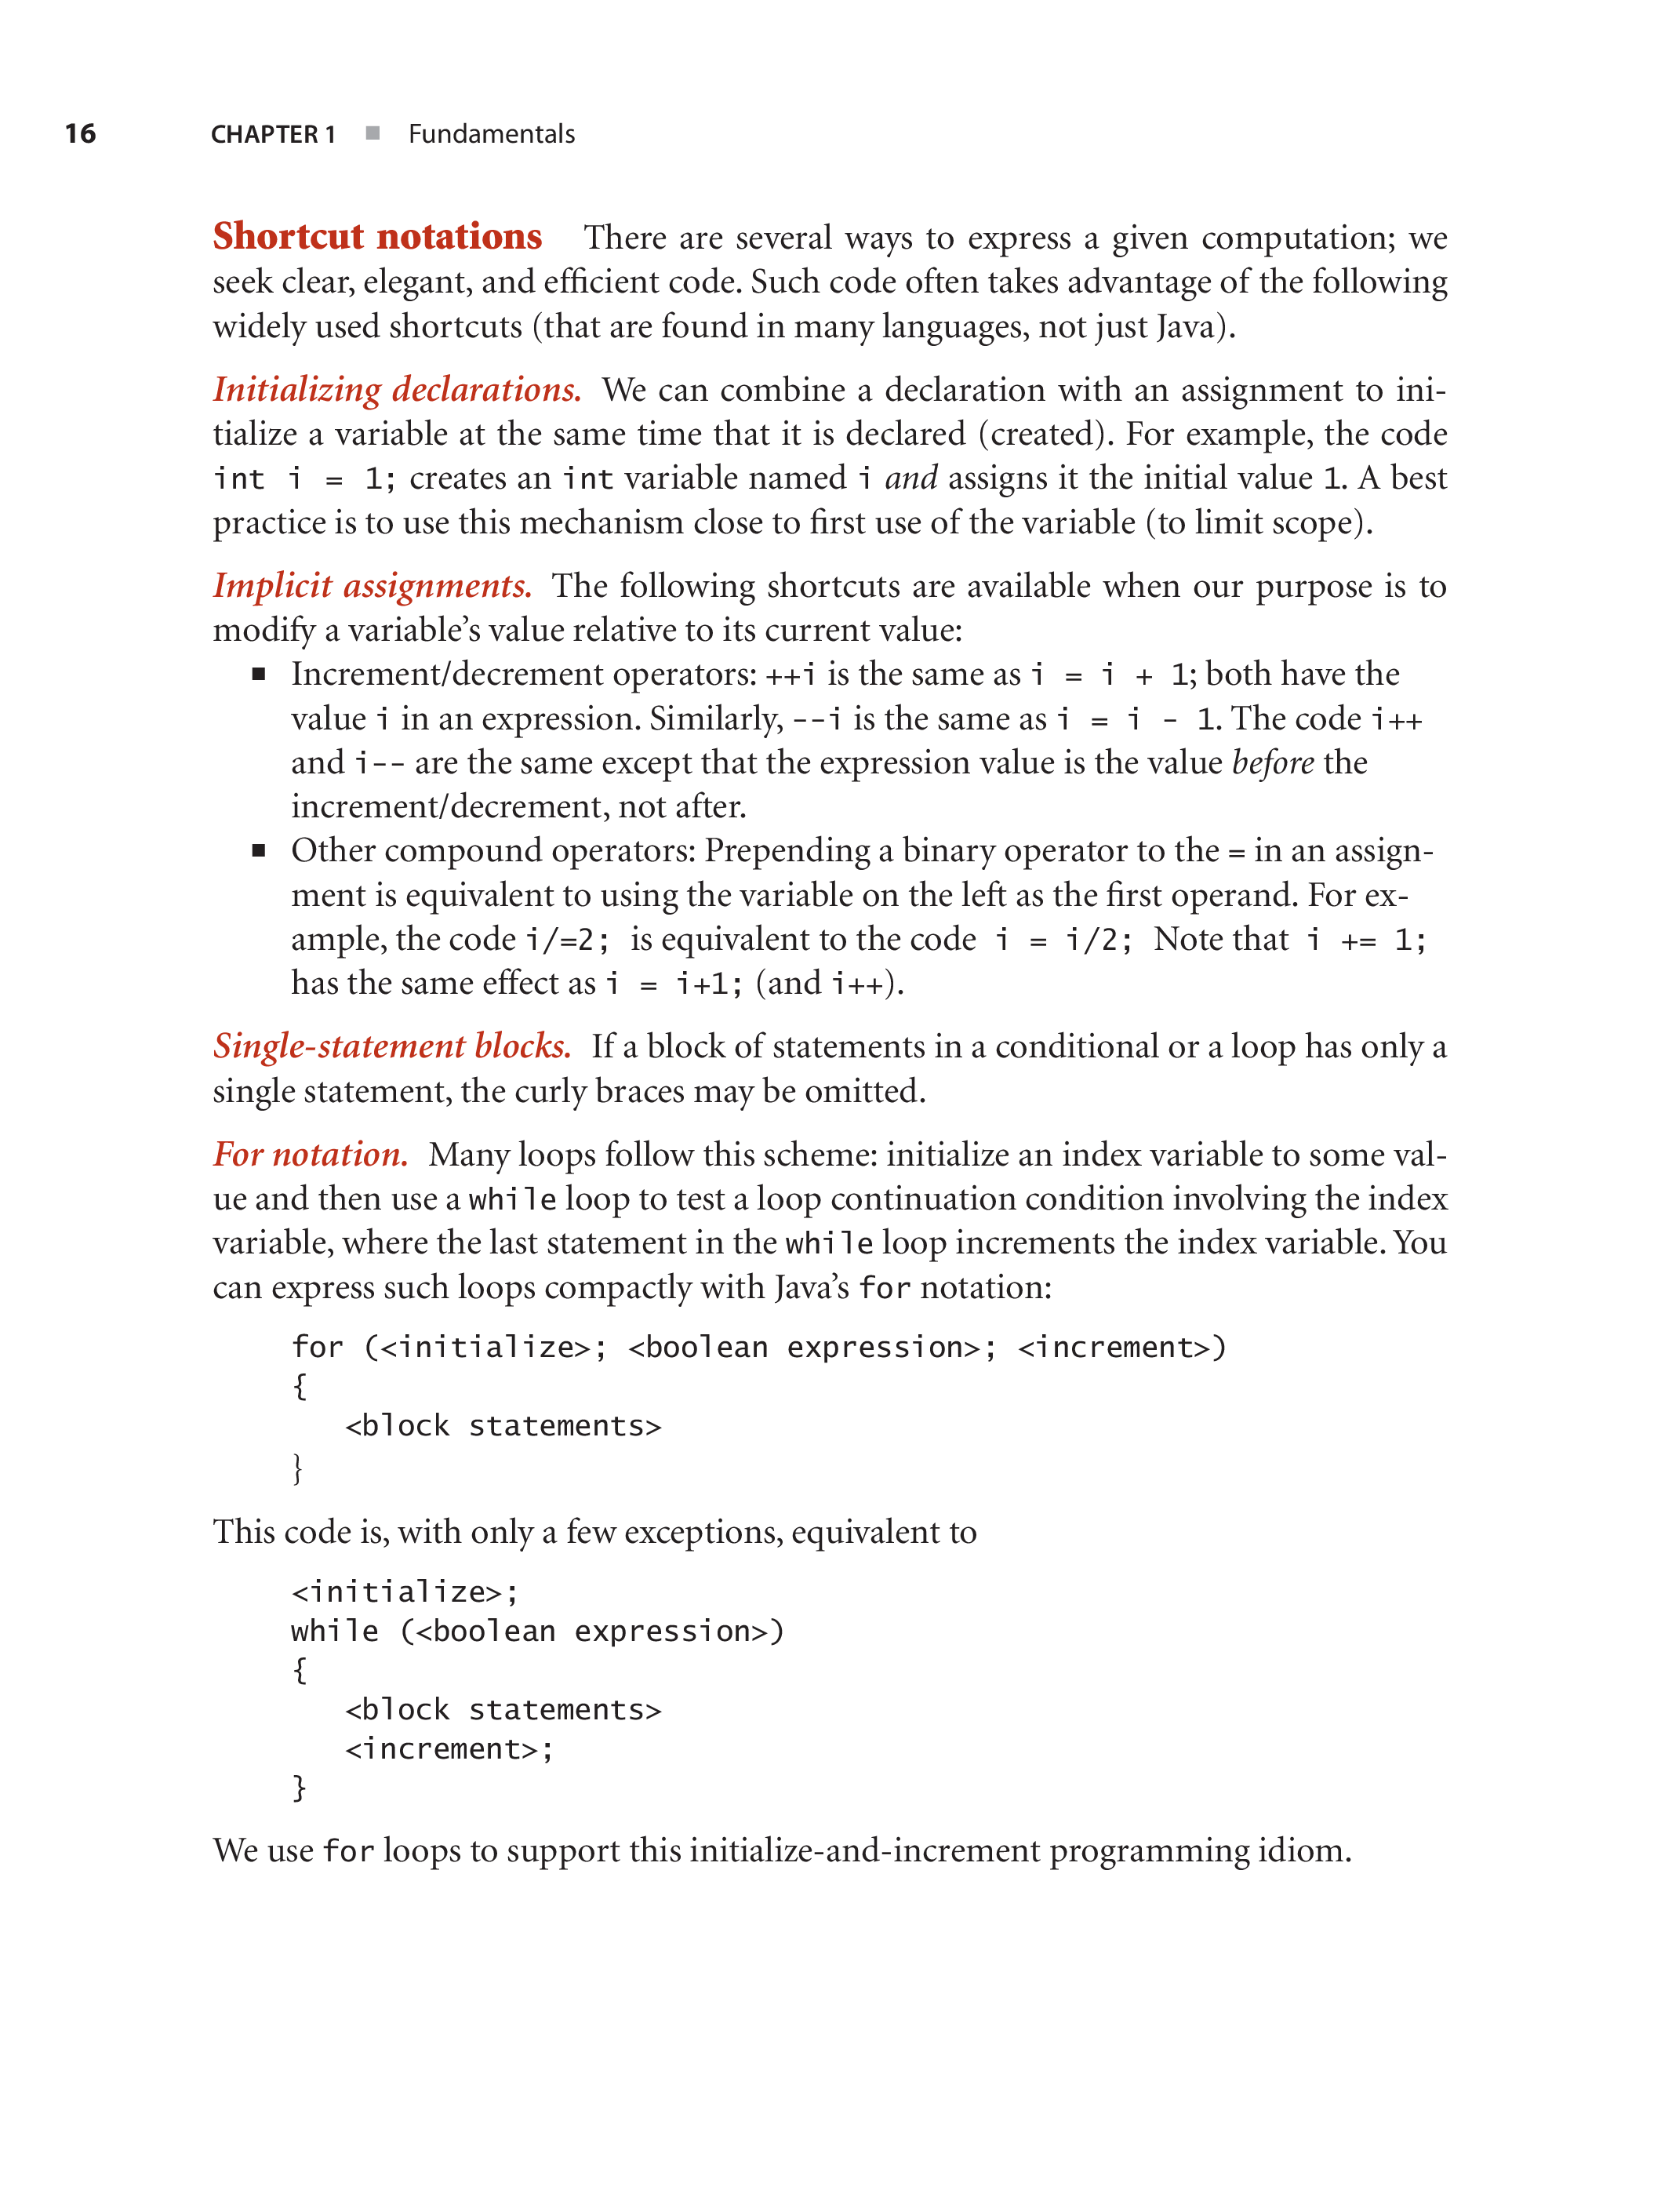 16 CHAPTER 1 ■ Fundamentals
Shortcut notations There are several ways to express a given computation; we
seek clear, elegant, and efficient code. Such code often takes advantage of the following
widely used shortcuts (that are found in many languages, not just Java).
Initializing declarations. We can combine a declaration with an assignment to ini-
tialize a variable at the same time that it is declared (created). For example, the code
int i = 1; creates an int variable named i and assigns it the initial value 1. A best
practice is to use this mechanism close to first use of the variable (to limit scope).
Implicit assignments. The following shortcuts are available when our purpose is to
modify a variable’s value relative to its current value:
■ Increment/decrement operators: ++i is the same as i = i + 1; both have the
value i in an expression. Similarly, --i is the same as i = i - 1. The code i++
and i-- are the same except that the expression value is the value before the
increment/decrement, not after.
■ Other compound operators: Prepending a binary operator to the = in an assign-
ment is equivalent to using the variable on the left as the first operand. For ex-
ample, the code i/=2; is equivalent to the code i = i/2; Note that i += 1;
has the same effect as i = i+1; (and i++).
Single-statement blocks. If a block of statements in a conditional or a loop has only a
single statement, the curly braces may be omitted.
For notation. Many loops follow this scheme: initialize an index variable to some val-
ue and then use a while loop to test a loop continuation condition involving the index
variable, where the last statement in the while loop increments the index variable. You
can express such loops compactly with Java’s for notation:
for (<initialize>; <boolean expression>; <increment>)
{
   <block statements>
}
This code is, with only a few exceptions, equivalent to
<initialize>;
while (<boolean expression>)
{
   <block statements>
   <increment>;
}
We use for loops to support this initialize-and-increment programming idiom.